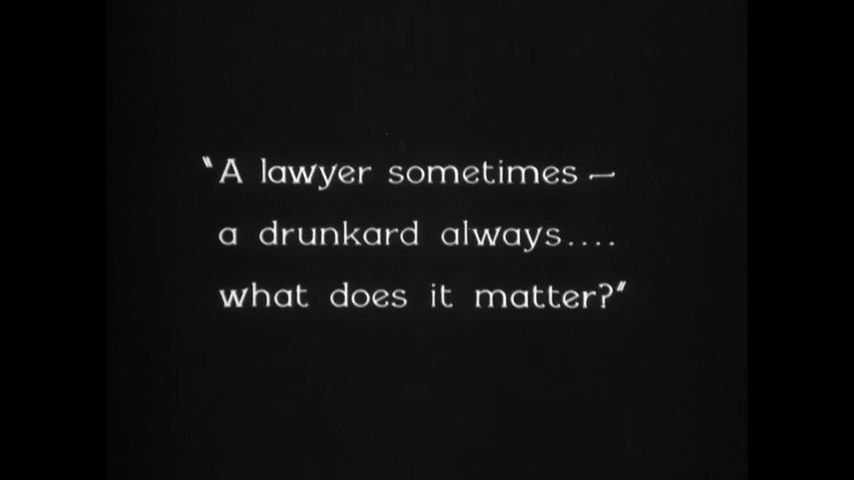 "A lawyer sometimes —
a drunkard always....
what does it matter?"